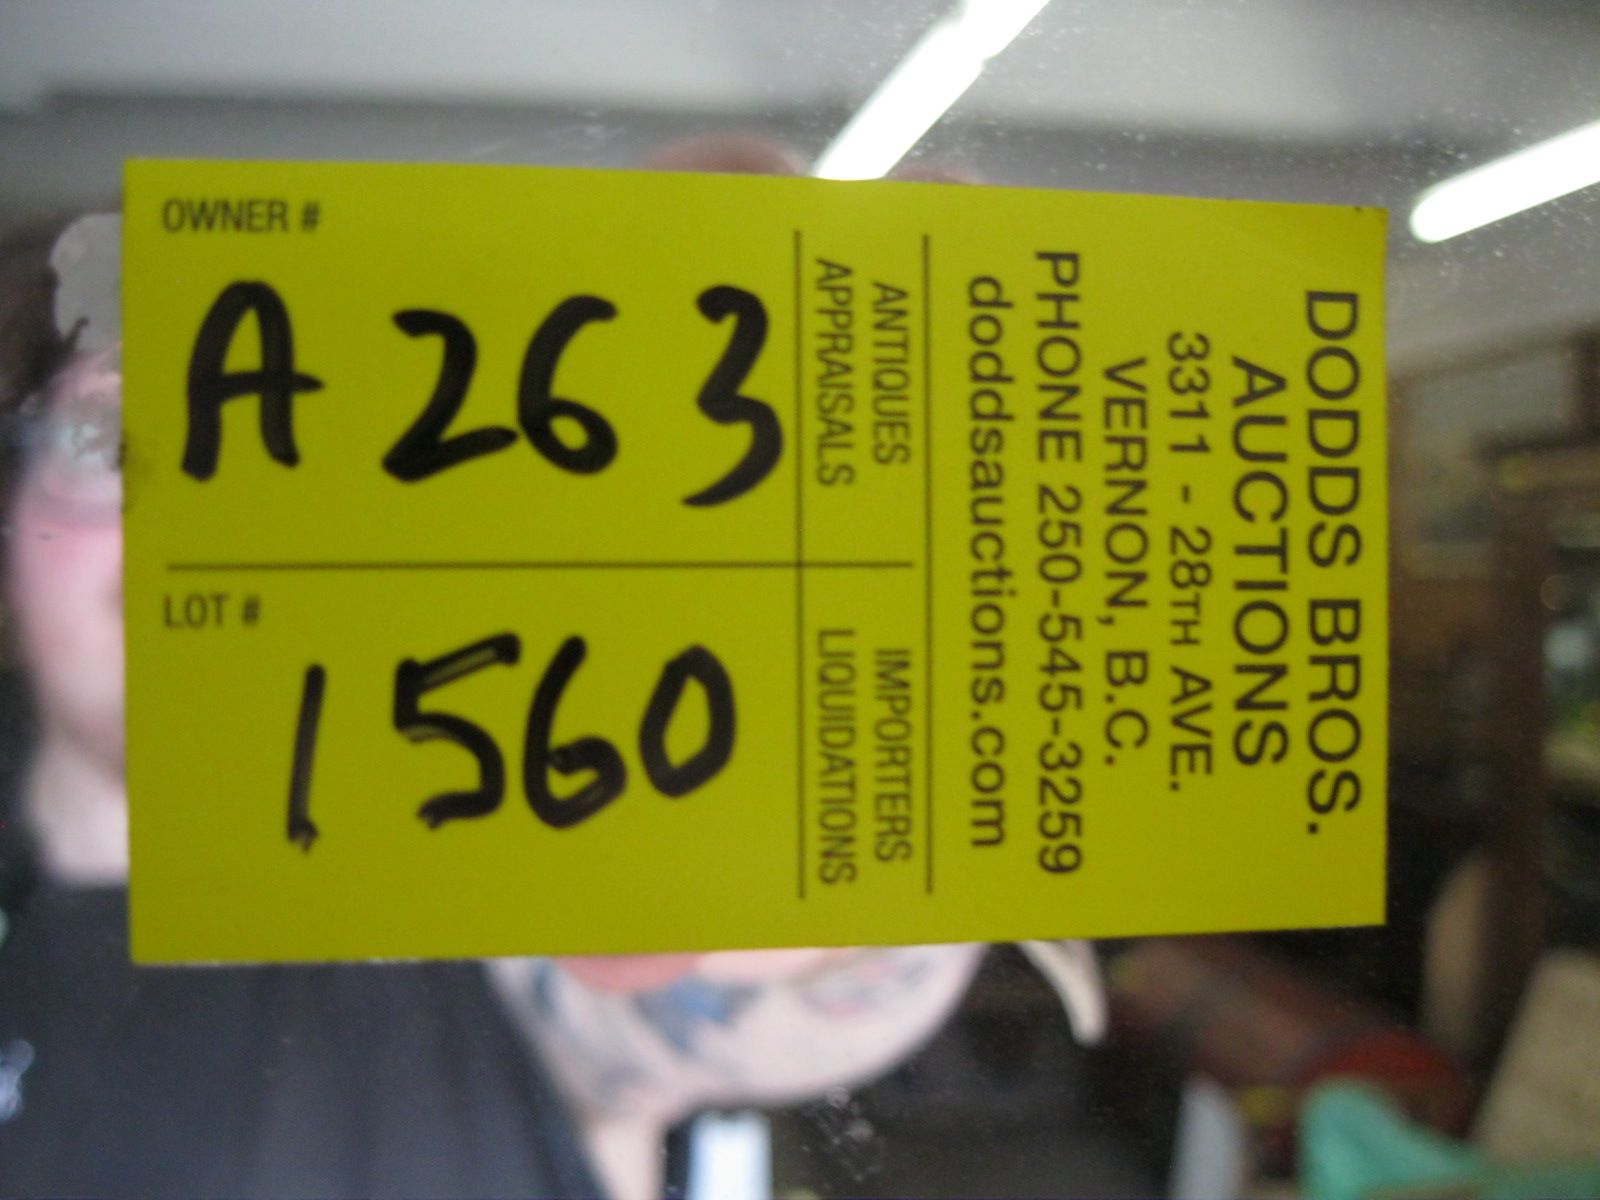 OWNER #
A 263
LOT #
1560
ANTIQUES
APPRAISALS
IMPORTERS
LIQUIDATIONS
DODDS BROS.
AUCTIONS
3311 - 28TH AVE.
VERNON, B.C.
PHONE 250-545-3259
doddsauctions.com